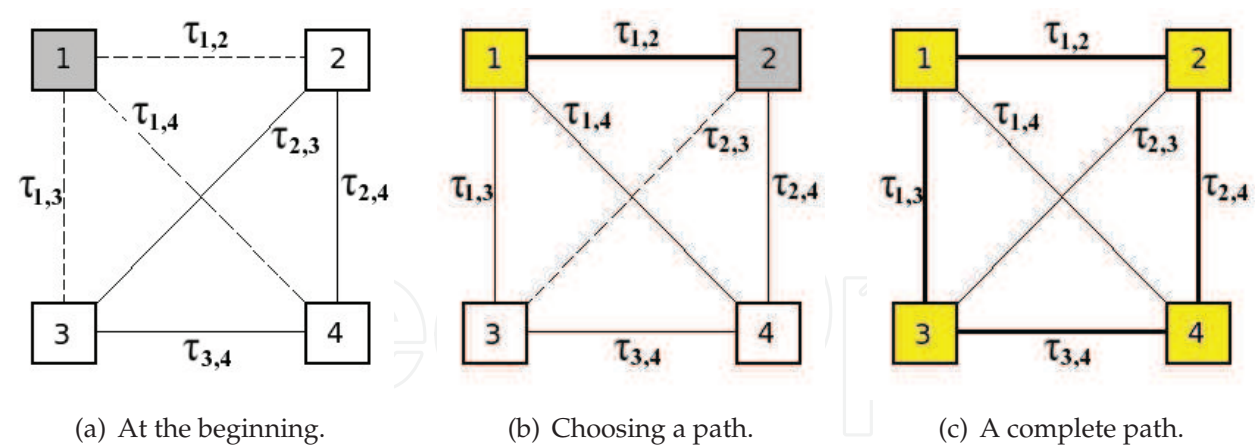 1 τ1,2 2
τ1,4
τ2,3
τ1,3 τ2,4
3 τ3,4 4
(a) At the beginning.
1 τ1,2 2
τ1,4 τ2,3
τ1,3 τ2,4
3 τ3,4 4
(b) Choosing a path.
1 τ1,2 2
τ1,4 τ2,3
τ1,3 τ2,4
3 τ3,4 4
(c) A complete path.